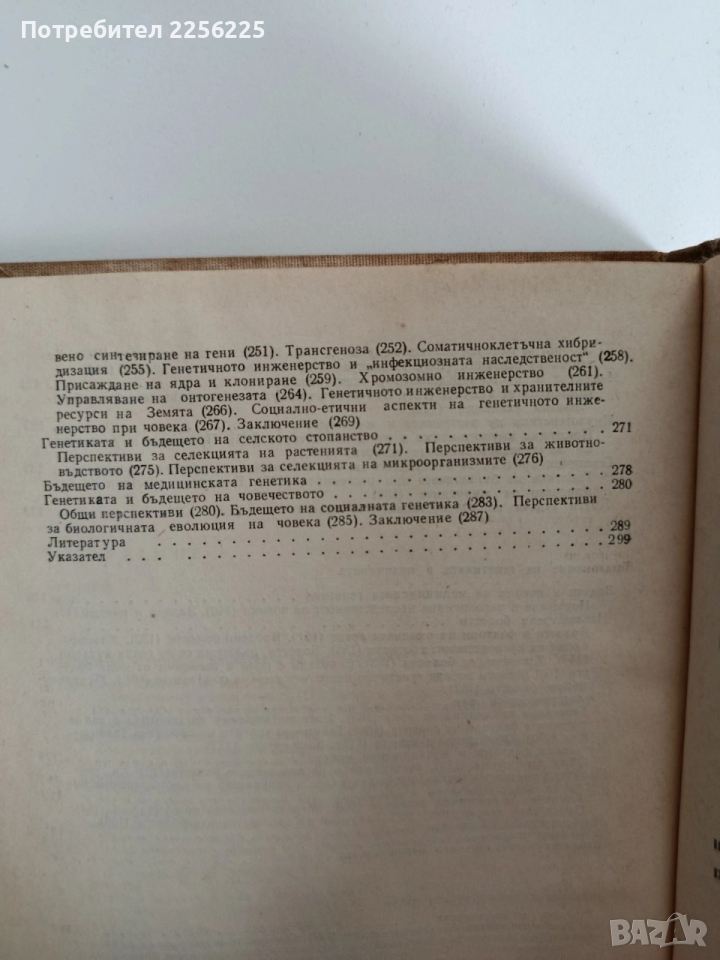 Потребител 2256225
вено синтезиране на гени (251). Трансгеноза (252). Соматичноклетъчна хибри-
дизация (255). Генетичното инженерство и „инфекциозната наследственост" (258).
Присаждане на ядра и клониране (259). Хромозомно инженерство (261).
Управляване на онтогенезата (264). Генетичното инженерство и хранителните
ресурси на Земята (266). Социално-етични аспекти на генетичното инже-
нерство при човека (267). Заключение (269)
Генетиката и бъдещето на селското стопанство . . . . . . . . . . . . . . 271
Перспективи за селекцията на растенията (271). Перспективи за животно-
въдството (275). Перспективи за селекцията на микроорганизмите (276)
Бъдещето на медицинската генетика . . . . . . . . . . . . . . . . . . . 278
Генетиката и бъдещето на човечеството . . . . . . . . . . . . . . . . . 280
Общи перспективи (280). Бъдещето на социалната генетика (283). Перспективи
за биологичната еволюция на човека (285). Заключение (287)
Литература . . . . . . . . . . . . . . . . . . . . . . . . . . . . . . 289
Указател . . . . . . . . . . . . . . . . . . . . . . . . . . . . . . . 299
BAZAR